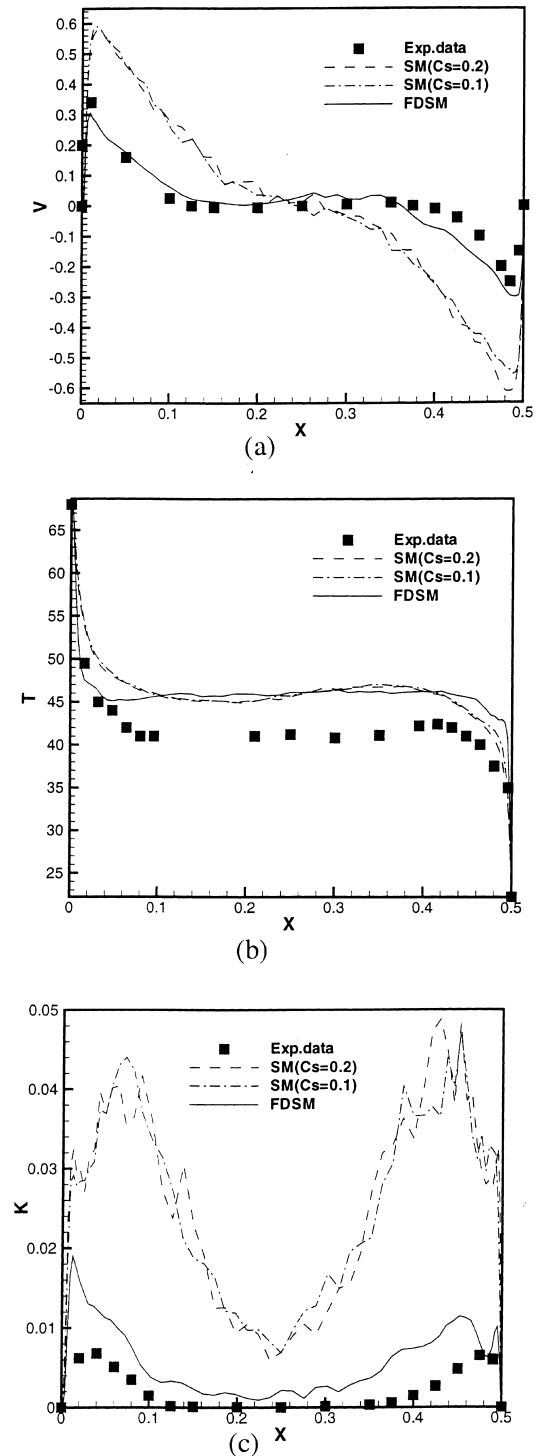 0.6
0.5
0.4
0.3
0.2
0.1
0
-0.1
-0.2
-0.3
-0.4
-0.5
-0.6
V
Exp.data
SM(Cs=0.2)
SM(Cs=0.1)
FDSM
0 0.1 0.2 0.3 0.4 0.5
X
(a)
65
60
55
50
45
40
35
30
25
T
Exp.data
SM(Cs=0.2)
SM(Cs=0.1)
FDSM
0 0.1 0.2 0.3 0.4 0.5
X
(b)
0.05
0.04
0.03
0.02
0.01
0
K
Exp.data
SM(Cs=0.2)
SM(Cs=0.1)
FDSM
0 0.1 0.2 0.3 0.4 0.5
X
(c)